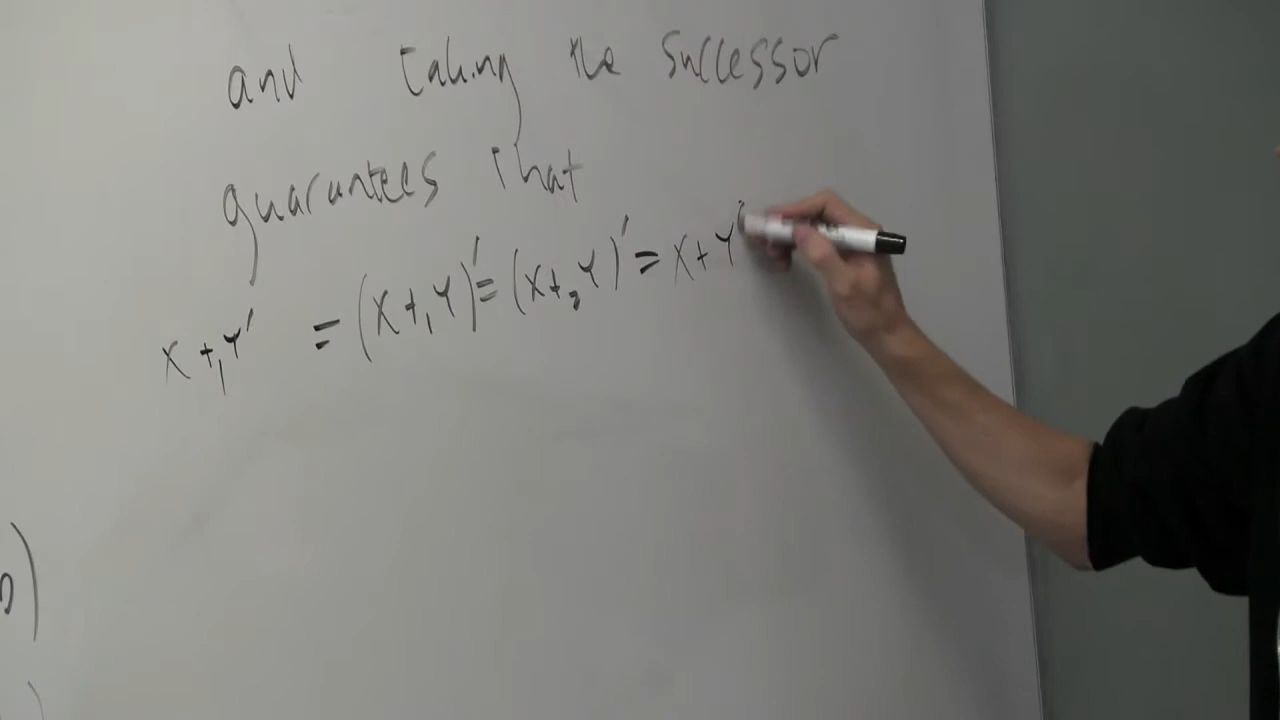 and taking the successor
guarantees that
x +₁ y' = (x +₁ y)' = (x +₂ y)' = x + y'